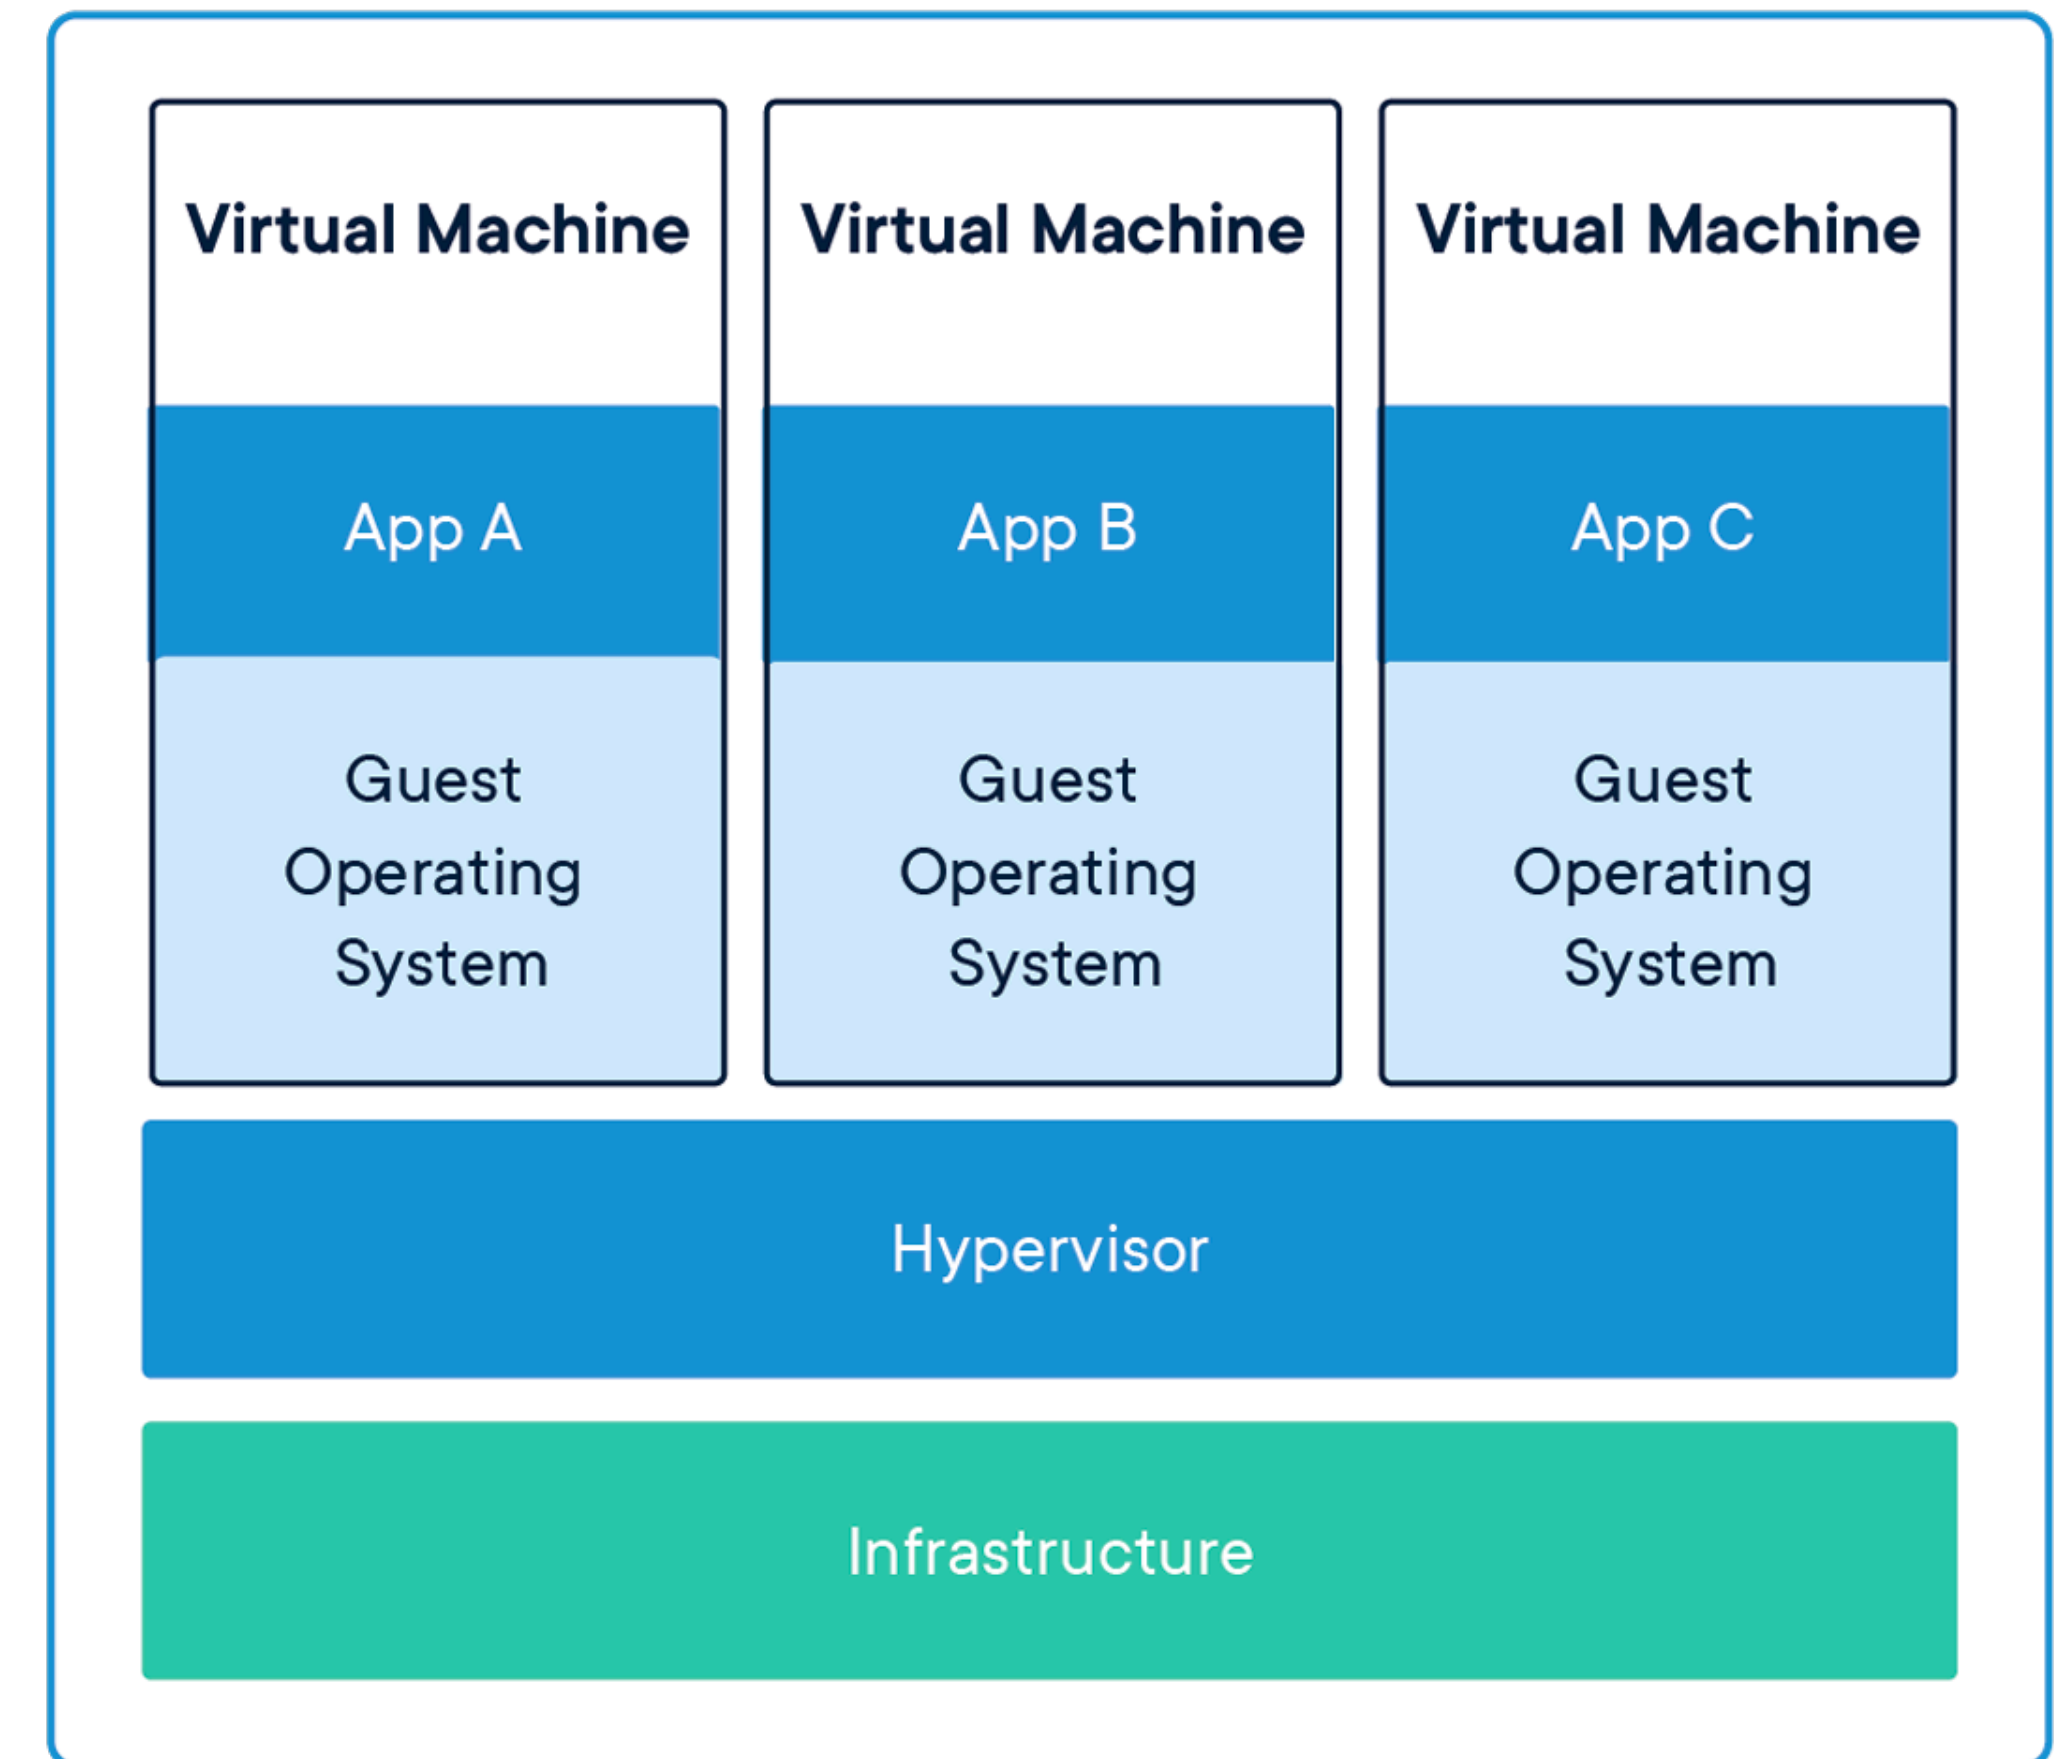 Virtual Machine
Virtual Machine
Virtual Machine
App A
App B
App C
Guest
Operating
System
Guest
Operating
System
Guest
Operating
System
Hypervisor
Infrastructure